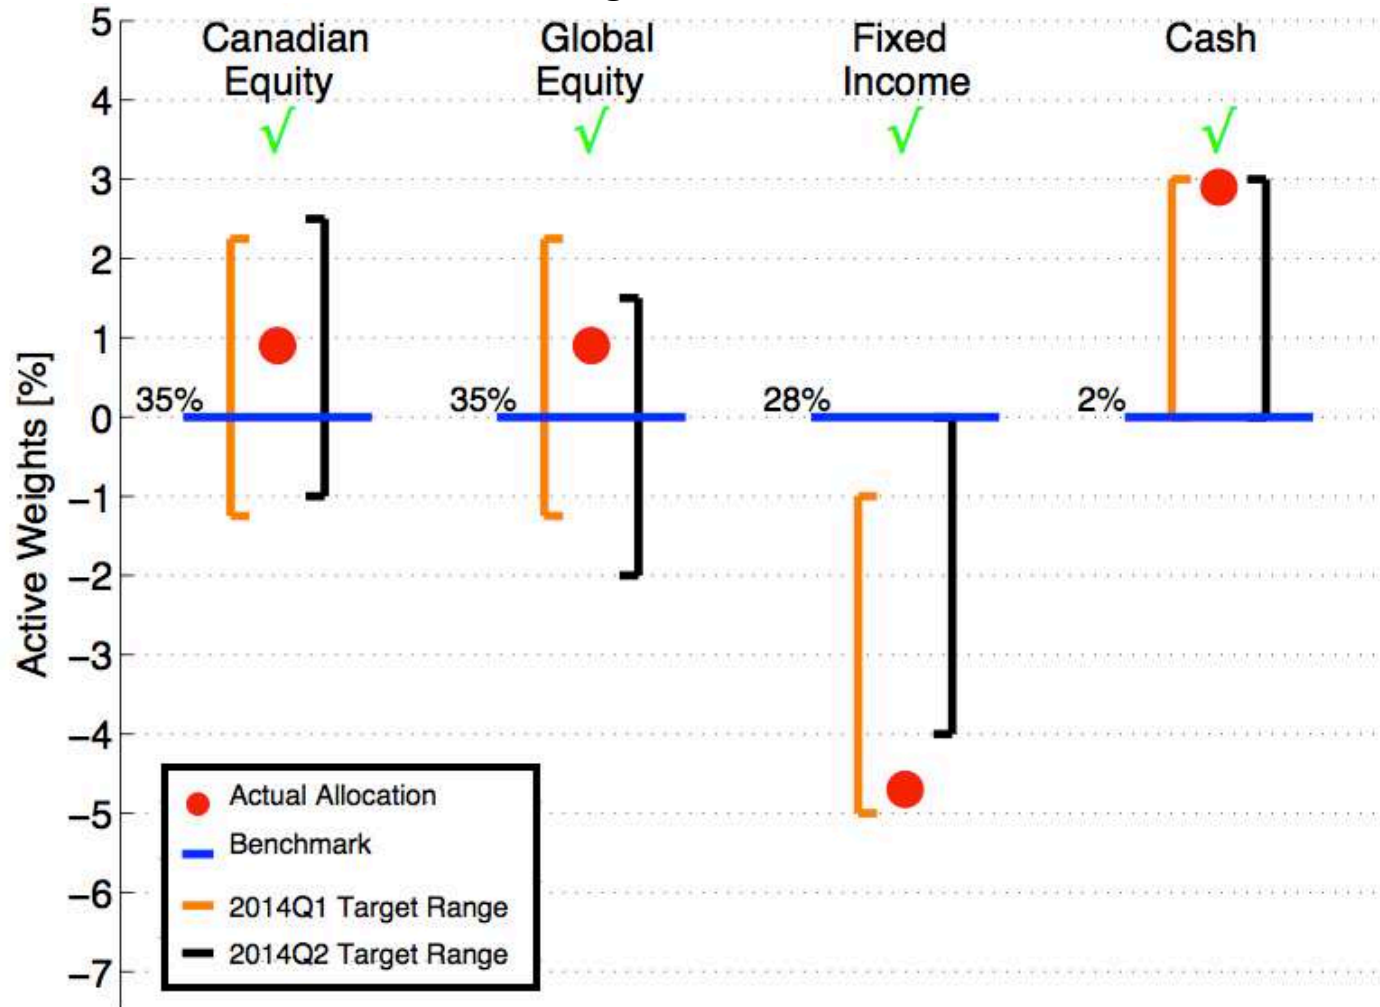 Canadian
Equity
√
Global
Equity
√
Fixed
Income
√
Cash
√
5
4
3
2
1
0
−1
−2
−3
−4
−5
−6
−7
Active Weights [%]
35%
35%
28%
2%
Actual Allocation
Benchmark
2014Q1 Target Range
2014Q2 Target Range